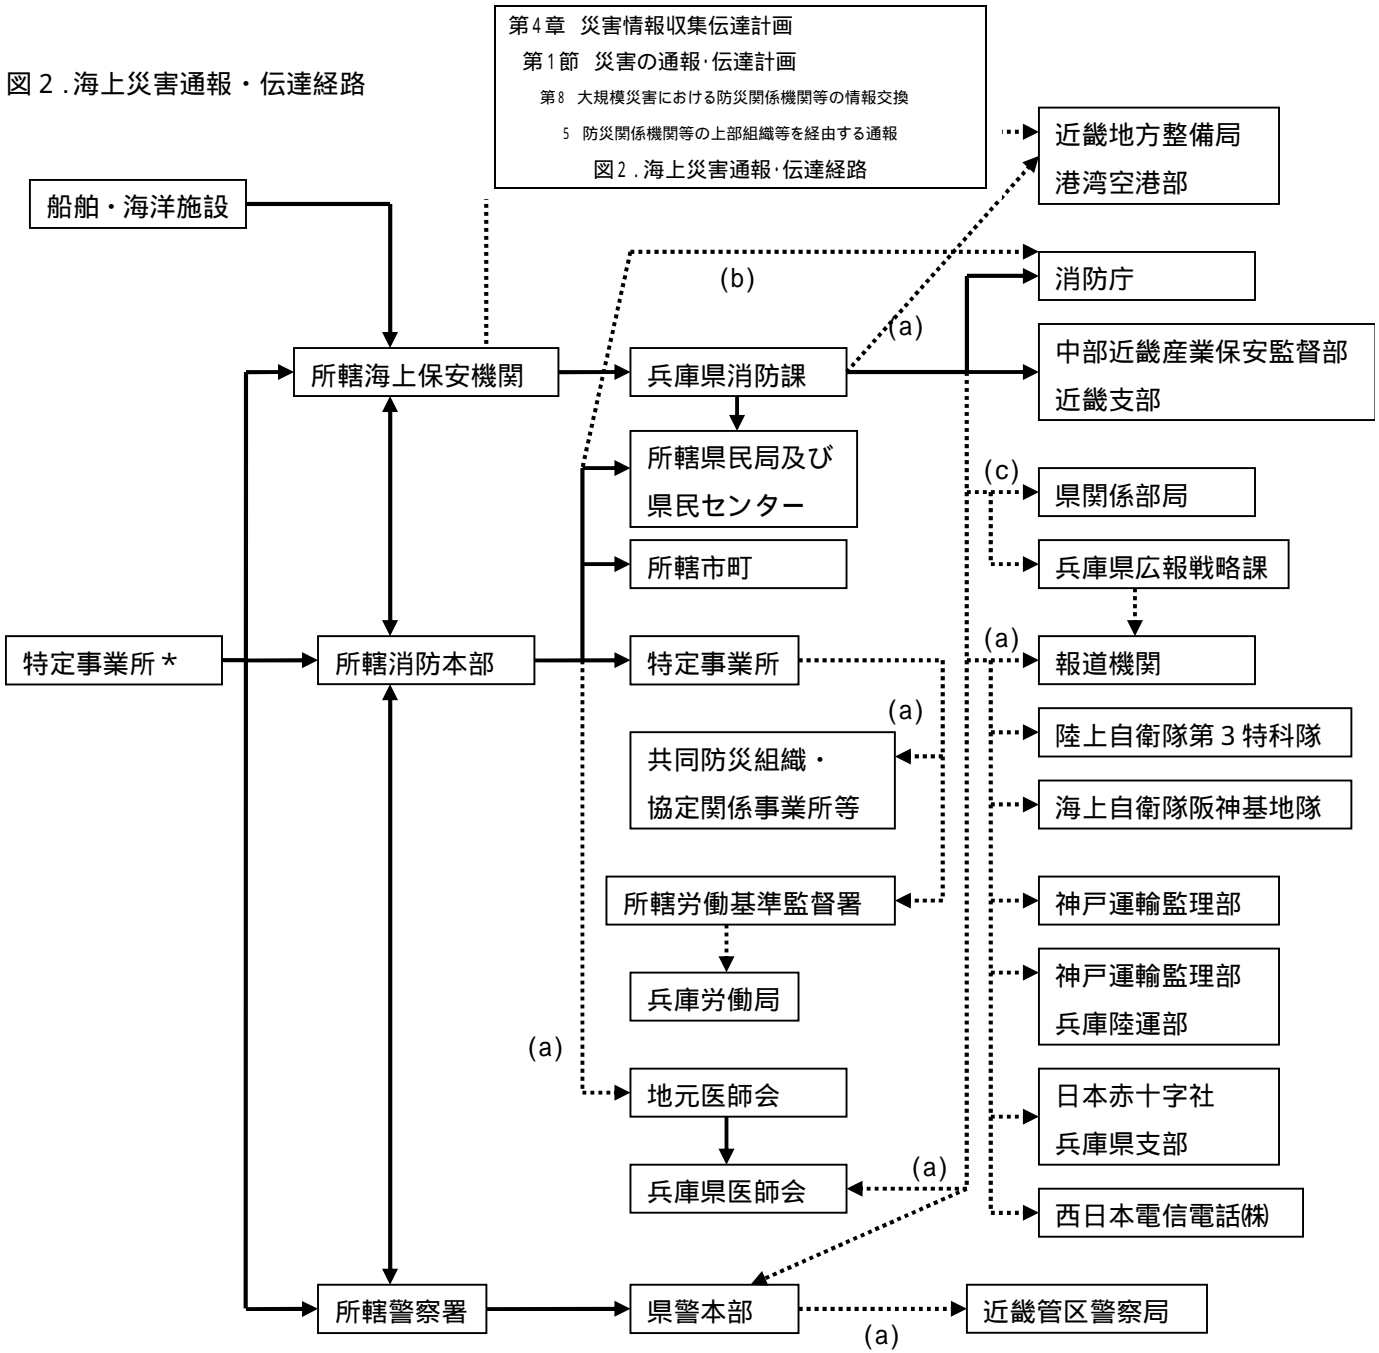 第4章 災害情報収集伝達計画
第1節 災害の通報・伝達計画
第8 大規模災害における防災関係機関等の情報交換
5 防災関係機関等の上部組織等を経由する通報
図2.海上災害通報・伝達経路
図2.海上災害通報・伝達経路
近畿地方整備局
港湾空港部
船舶・海洋施設
(b)
消防庁
(a)
中部近畿産業保安監督部
近畿支部
所轄海上保安機関
兵庫県消防課
所轄県民局及び
県民センター
(c)
県関係部局
所轄市町
兵庫県広報戦略課
特定事業所*
所轄消防本部
特定事業所
(a)
報道機関
(a)
陸上自衛隊第3特科隊
共同防災組織・
協定関係事業所等
海上自衛隊阪神基地隊
所轄労働基準監督署
神戸運輸監理部
兵庫労働局
神戸運輸監理部
兵庫陸運部
(a)
地元医師会
日本赤十字社
兵庫県支部
(a)
兵庫県医師会
西日本電信電話㈱
所轄警察署
県警本部
(a)
近畿管区警察局